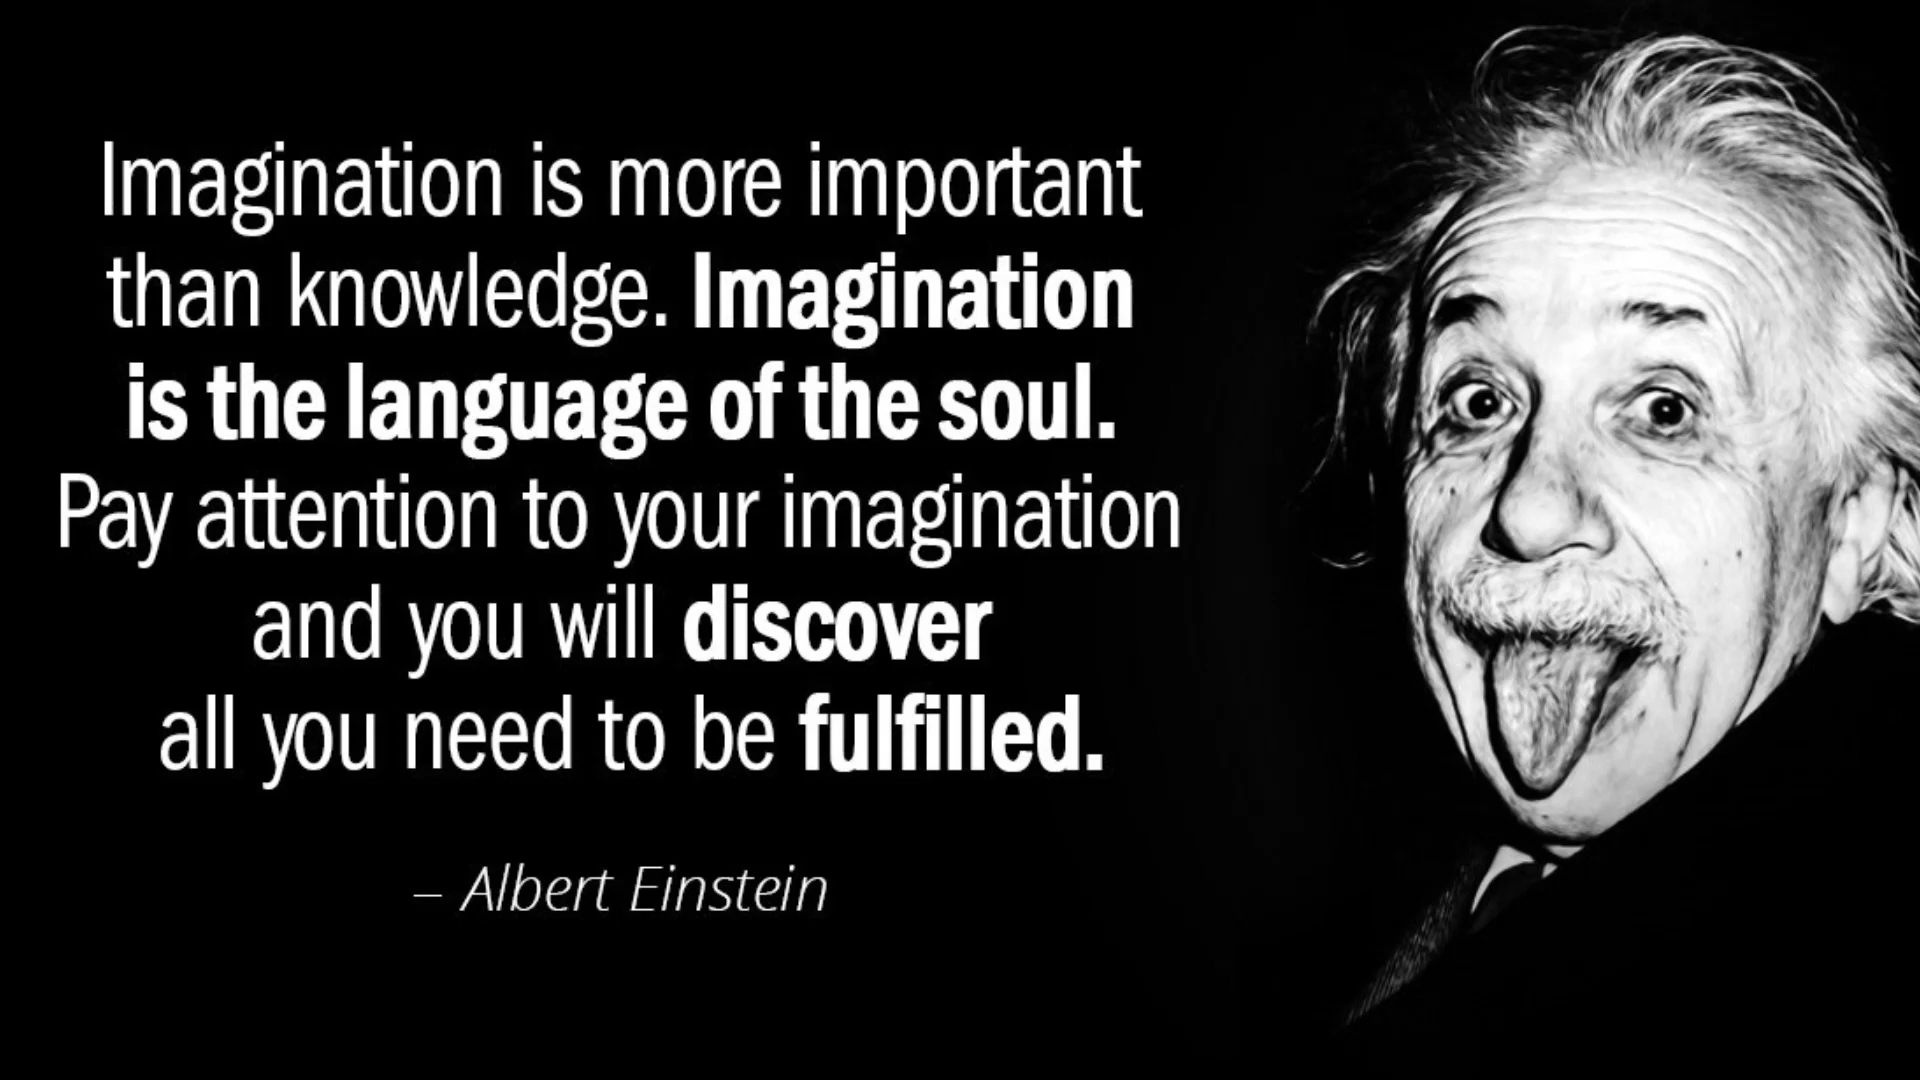 Imagination is more important
than knowledge. Imagination
is the language of the soul.
Pay attention to your imagination
and you will discover
all you need to be fulfilled.
– Albert Einstein